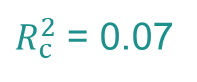 $R_c^2 = 0.07$